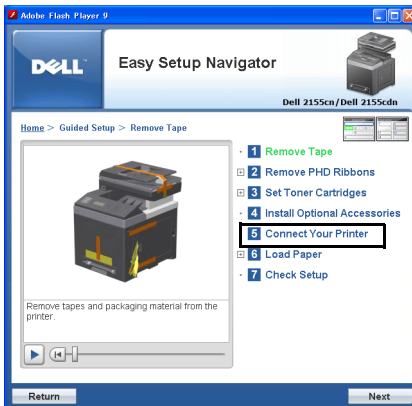 Adobe Flash Player 9
DELL
Easy Setup Navigator
Dell 2155cn/Dell 2155cdn
Home > Guided Setup > Remove Tape
1 Remove Tape
2 Remove PHD Ribbons
3 Set Toner Cartridges
4 Install Optional Accessories
5 Connect Your Printer
6 Load Paper
7 Check Setup
Remove tapes and packaging material from the
printer.
Return
Next